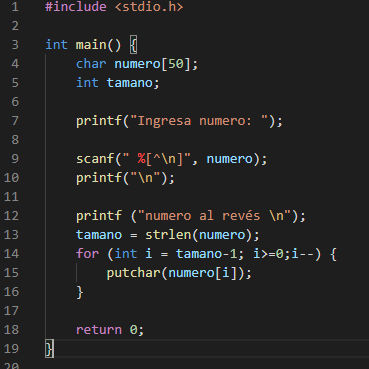 1 #include <stdio.h>
2
3 int main() {
4     char numero[50];
5     int tamano;
6
7     printf("Ingresa numero: ");
8
9     scanf(" %[^\n]", numero);
10     printf("\n");
11
12     printf ("numero al revés \n");
13     tamano = strlen(numero);
14     for (int i = tamano-1; i>=0;i--) {
15         putchar(numero[i]);
16     }
17
18     return 0;
19 }
20